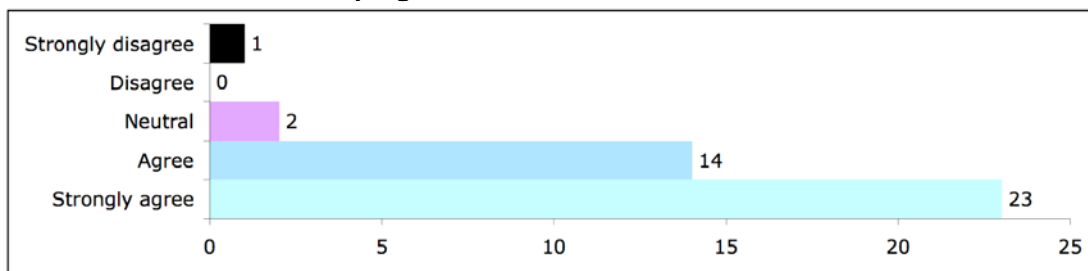 Strongly disagree 1
Disagree 0
Neutral 2
Agree 14
Strongly agree 23
0 5 10 15 20 25